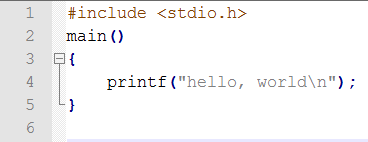 1 #include <stdio.h>
2 main()
3 {
4     printf("hello, world\n");
5 }
6